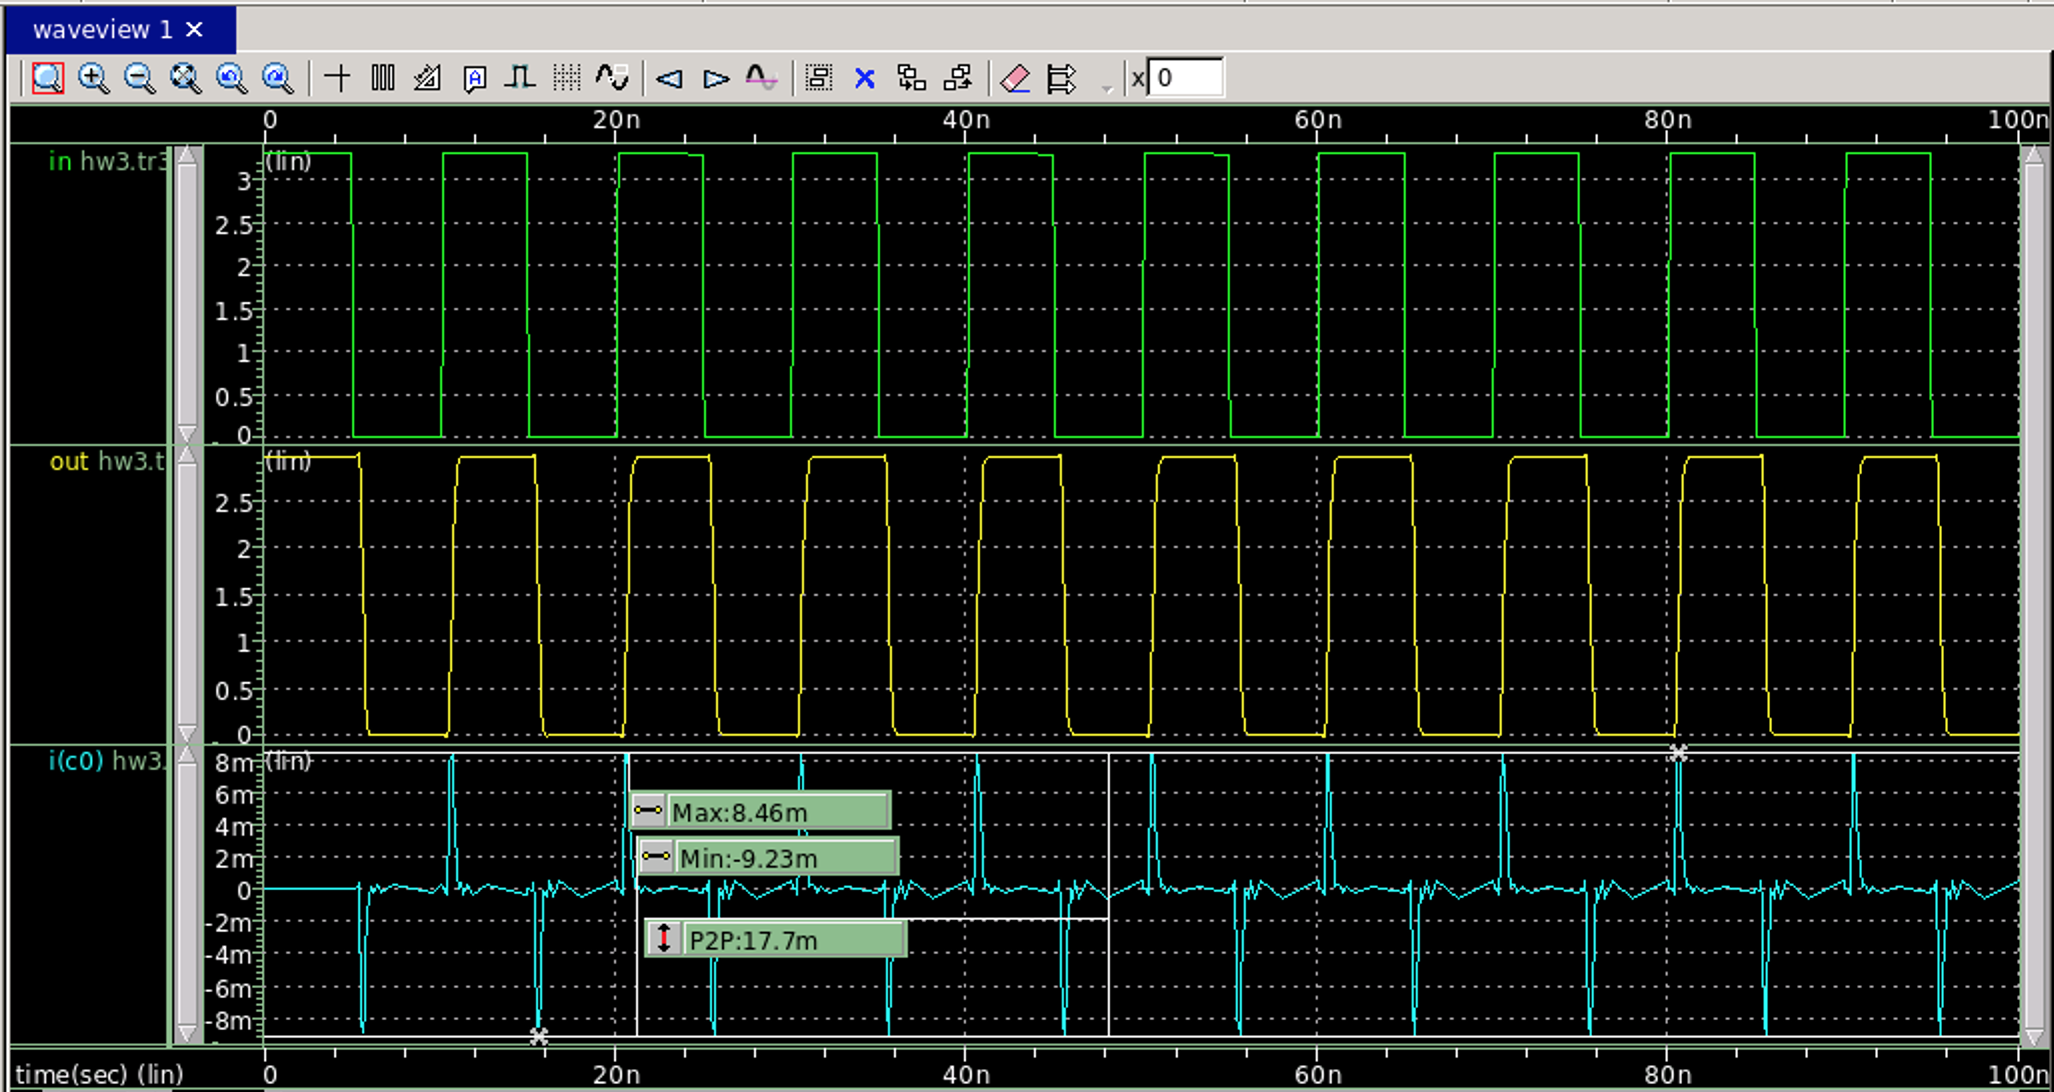 waveview 1 ×
A x 0
0 20n 40n 60n 80n 100n
in hw3.tr3 (lin)
3
2.5
2
1.5
1
0.5
0
out hw3.t (lin)
2.5
2
1.5
1
0.5
0
i(c0) hw3. (lin)
8m
6m
4m
2m
0
-2m
-4m
-6m
-8m
Max:8.46m
Min:-9.23m
P2P:17.7m
time(sec) (lin) 0 20n 40n 60n 80n 100n